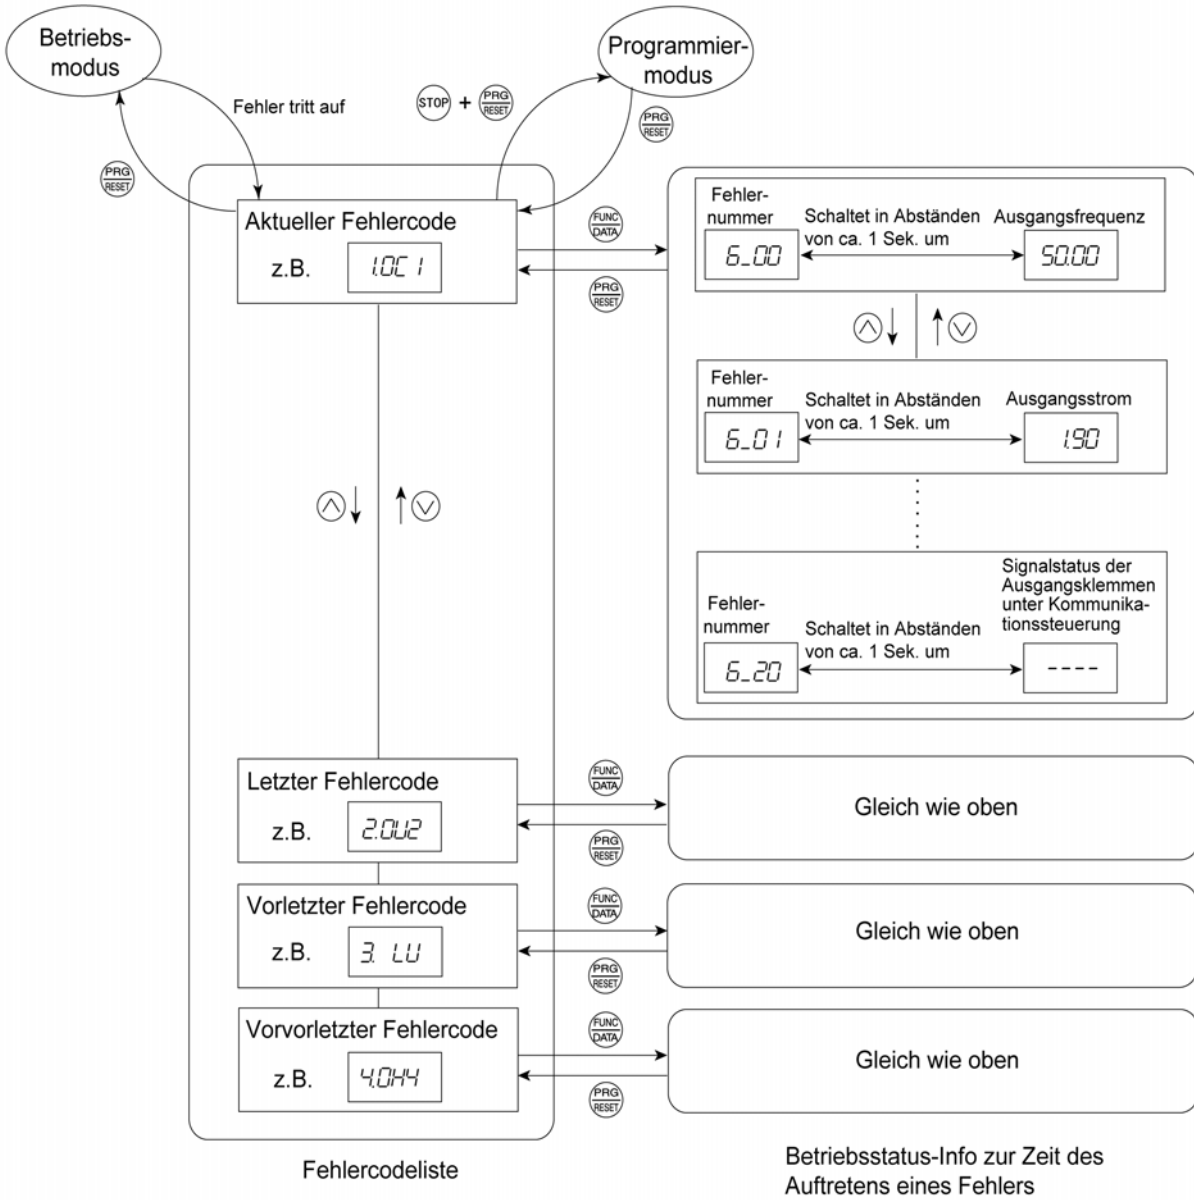 Betriebs-
modus
Programmier-
modus
Fehler tritt auf
STOP + PRG
RESET
PRG
RESET
PRG
RESET
Aktueller Fehlercode
z.B. 1.OC1
FUNC
DATA
PRG
RESET
Fehler-
nummer
Schaltet in Abständen
von ca. 1 Sek. um
Ausgangsfrequenz
6_00
50.00
Fehler-
nummer
Schaltet in Abständen
von ca. 1 Sek. um
Ausgangsstrom
6_01
1.90
Fehler-
nummer
Schaltet in Abständen
von ca. 1 Sek. um
Signalstatus der
Ausgangsklemmen
unter Kommunika-
tionssteuerung
6_20
----
Letzter Fehlercode
z.B. 2.OU2
FUNC
DATA
PRG
RESET
Gleich wie oben
Vorletzter Fehlercode
z.B. 3. LU
FUNC
DATA
PRG
RESET
Gleich wie oben
Vorvorletzter Fehlercode
z.B. 4.OH4
FUNC
DATA
PRG
RESET
Gleich wie oben
Fehlercodeliste
Betriebsstatus-Info zur Zeit des
Auftretens eines Fehlers